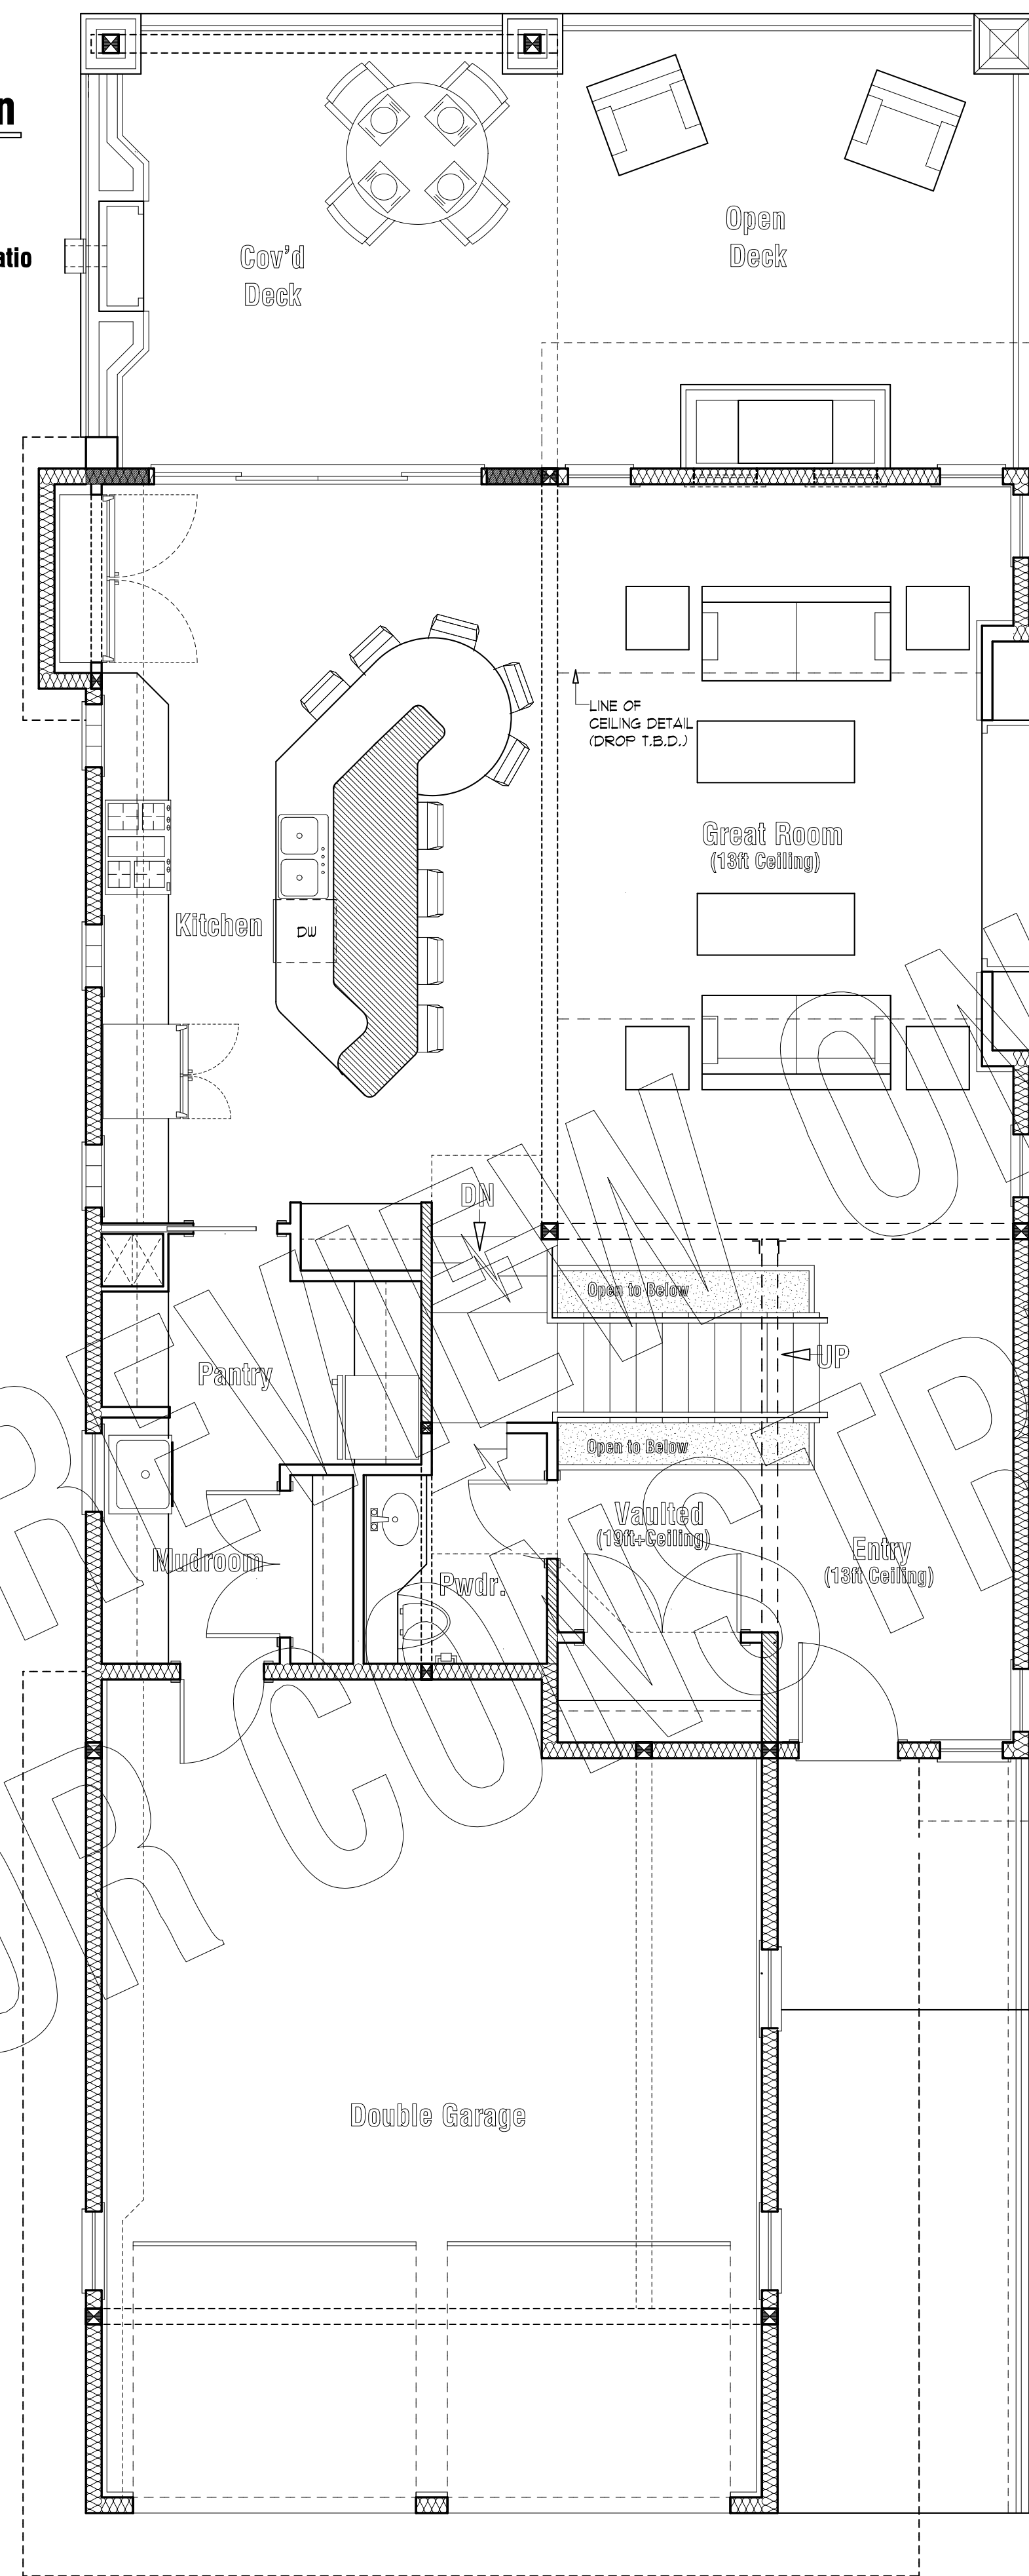 n
atio
Cov'd
Deck
Open
Deck
LINE OF
CEILING DETAIL
(DROP T.B.D.)
Great Room
(13ft Ceiling)
Kitchen
DW
DN
Open to Below
UP
Pantry
Open to Below
Vaulted
(19ft+Ceiling)
Entry
(13ft Ceiling)
Mudroom
Pwdr.
Double Garage